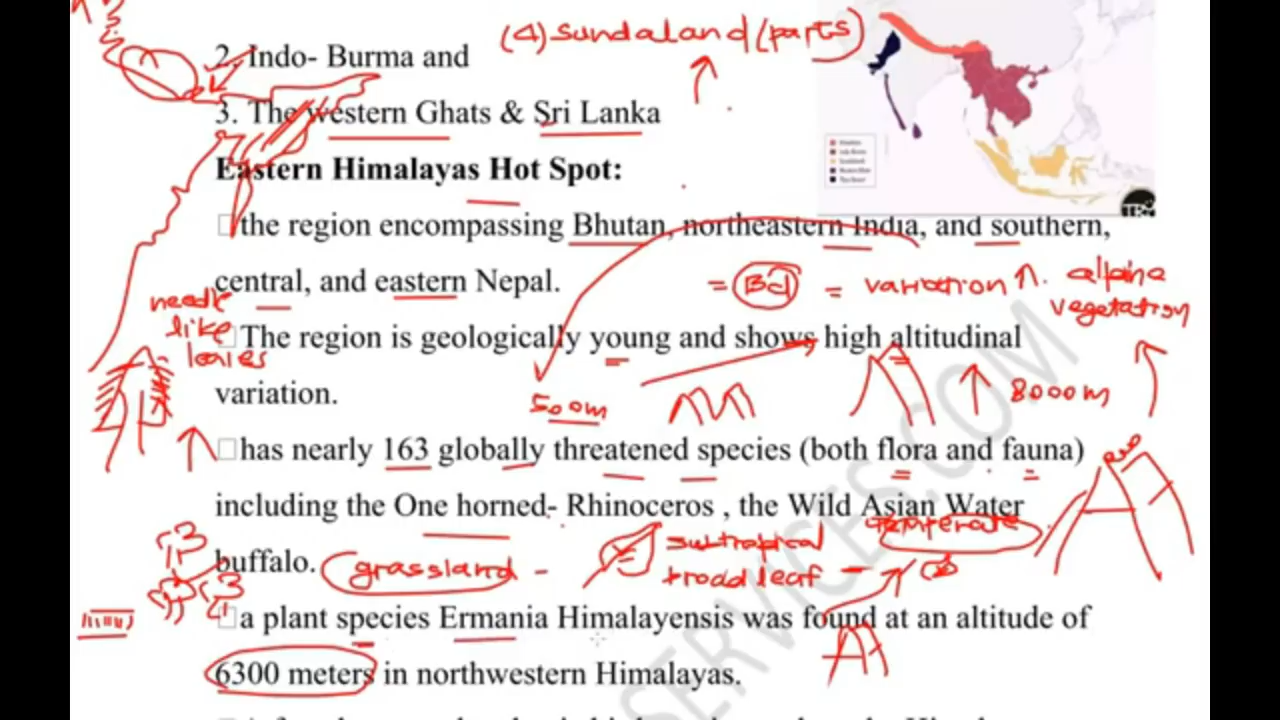 (4) Sundaland (parts)
2. Indo- Burma and
3. The western Ghats & Sri Lanka
Eastern Himalayas Hot Spot:
the region encompassing Bhutan, northeastern India, and southern,
central, and eastern Nepal.
= Bd = variation ↑. alpine
vegetation
needle
like
leaves
The region is geologically young and shows high altitudinal
variation.
500m
8000m
has nearly 163 globally threatened species (both flora and fauna)
including the One horned- Rhinoceros , the Wild Asian Water
buffalo.
grassland -
subtropical
broad leaf -
temperate
a plant species Ermania Himalayensis was found at an altitude of
6300 meters in northwestern Himalayas.
SERVICES.COM